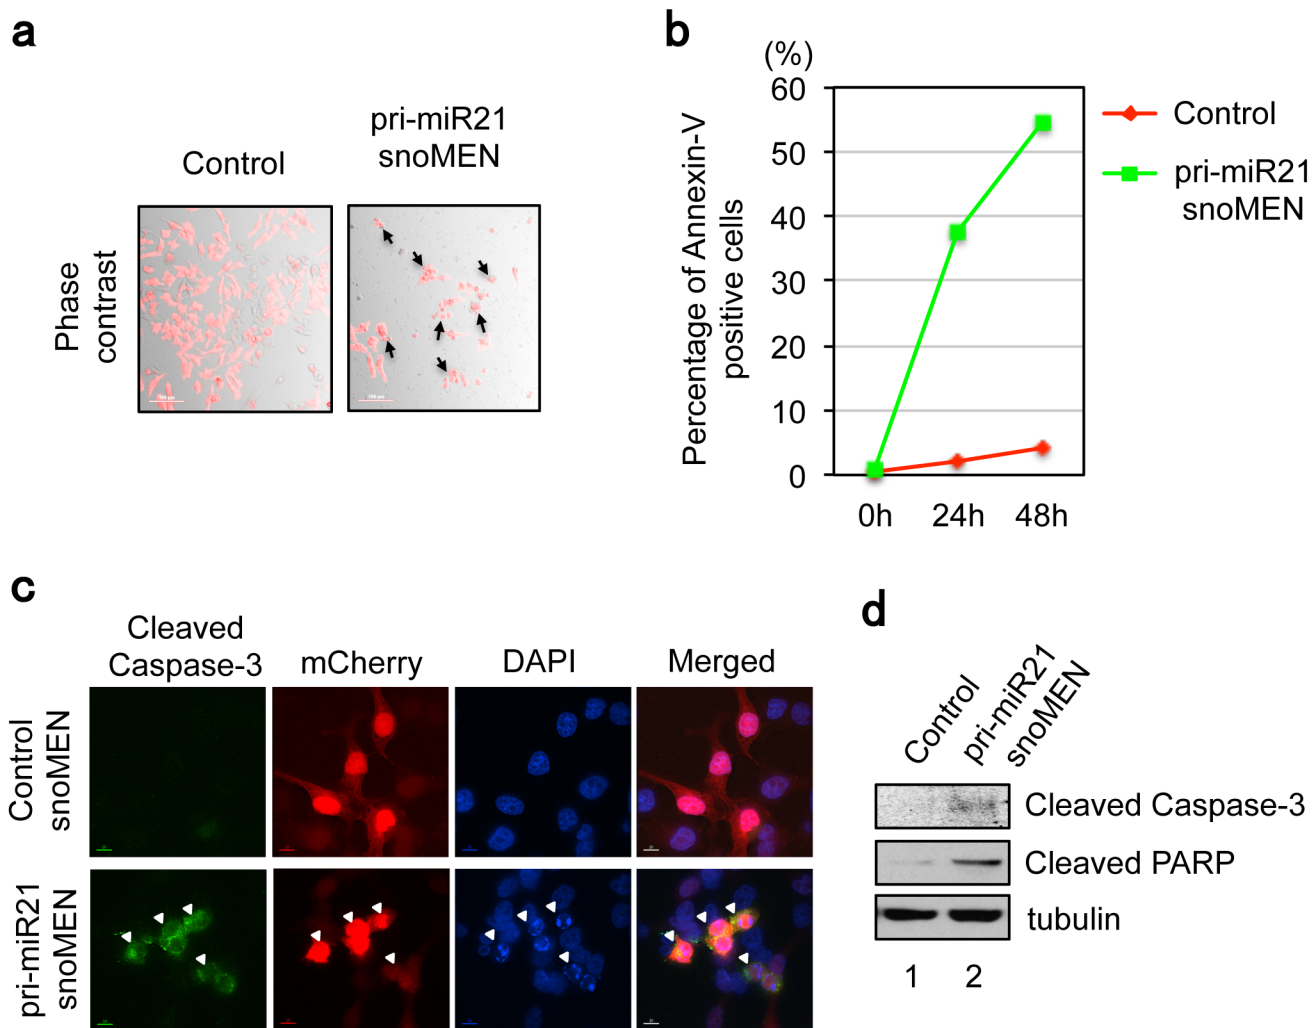 a
Control
pri-miR21
snoMEN
Phase
contrast
100 µm
b
(%)
Percentage of Annexin-V
positive cells
60
50
40
30
20
10
0
0h
24h
48h
Control
pri-miR21
snoMEN
c
Cleaved
Caspase-3
mCherry
DAPI
Merged
Control
snoMEN
pri-miR21
snoMEN
d
Control
pri-miR21
snoMEN
Cleaved Caspase-3
Cleaved PARP
tubulin
1
2